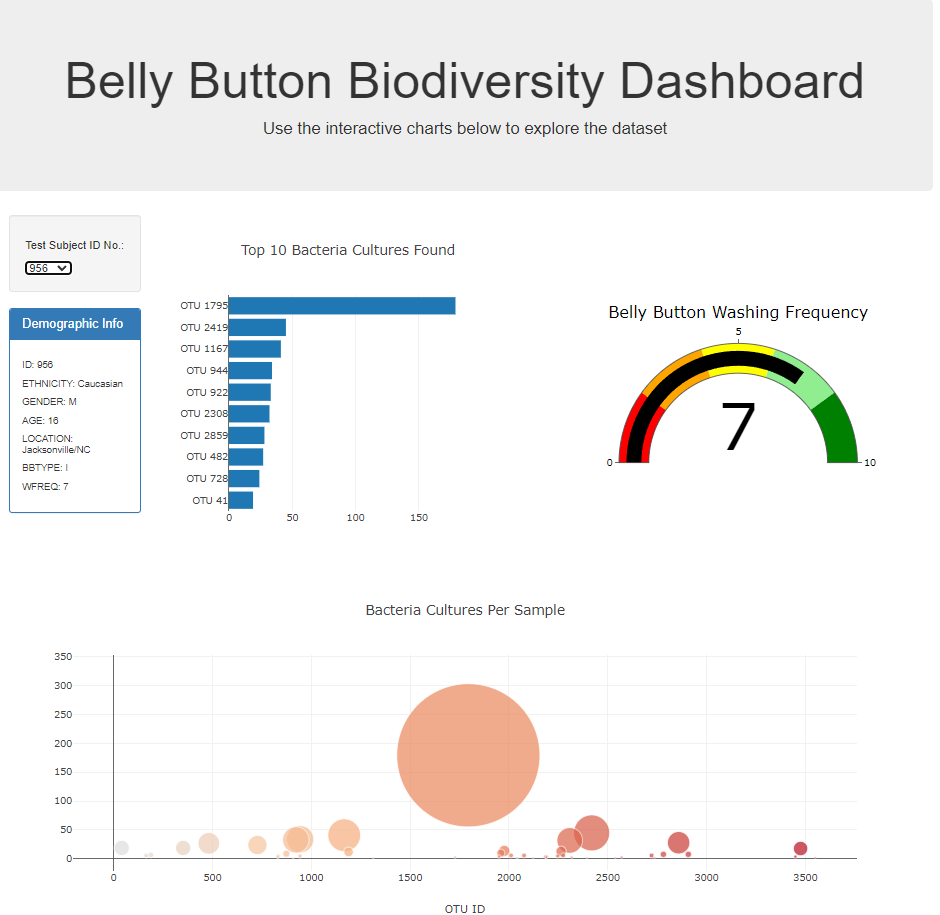 Belly Button Biodiversity Dashboard
Use the interactive charts below to explore the dataset
Test Subject ID No.:
956
Demographic Info
ID: 956
ETHNICITY: Caucasian
GENDER: M
AGE: 16
LOCATION:
Jacksonville/NC
BBTYPE: I
WFREQ: 7
Top 10 Bacteria Cultures Found
OTU 1795
OTU 2419
OTU 1167
OTU 944
OTU 922
OTU 2308
OTU 2859
OTU 482
OTU 728
OTU 41
0 50 100 150
Belly Button Washing Frequency
5
7
0 10
Bacteria Cultures Per Sample
350
300
250
200
150
100
50
0
0 500 1000 1500 2000 2500 3000 3500
OTU ID